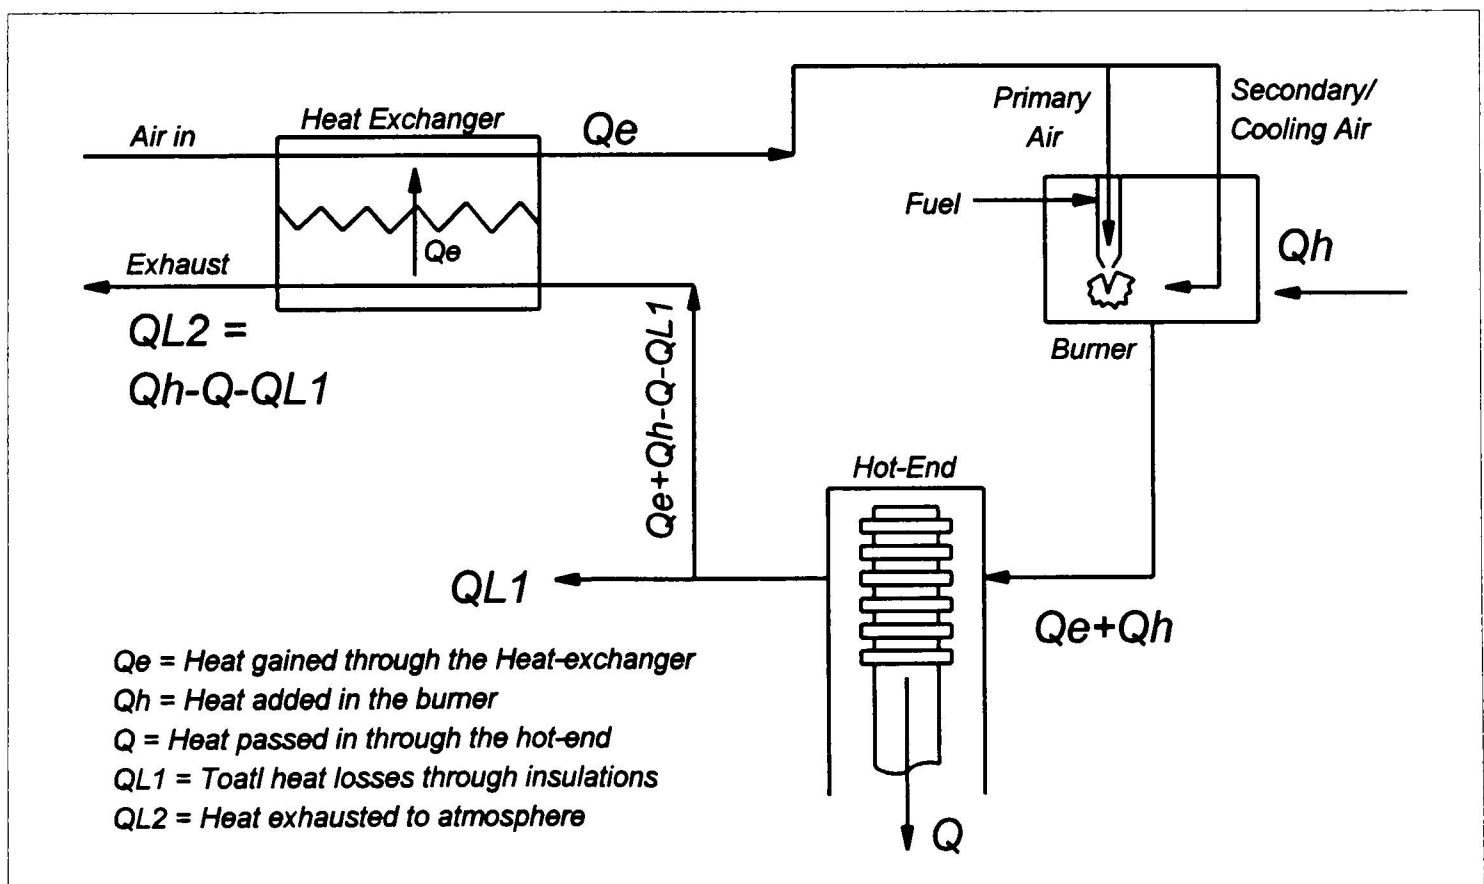 Heat Exchanger
Air in
Qe
Primary
Air
Secondary/
Cooling Air
Fuel
Qe
Exhaust
Qh
QL2 =
Qh-Q-QL1
Burner
Qe+Qh-Q-QL1
Hot-End
QL1
Qe+Qh
Qe = Heat gained through the Heat-exchanger
Qh = Heat added in the burner
Q = Heat passed in through the hot-end
QL1 = Toatl heat losses through insulations
QL2 = Heat exhausted to atmosphere
Q